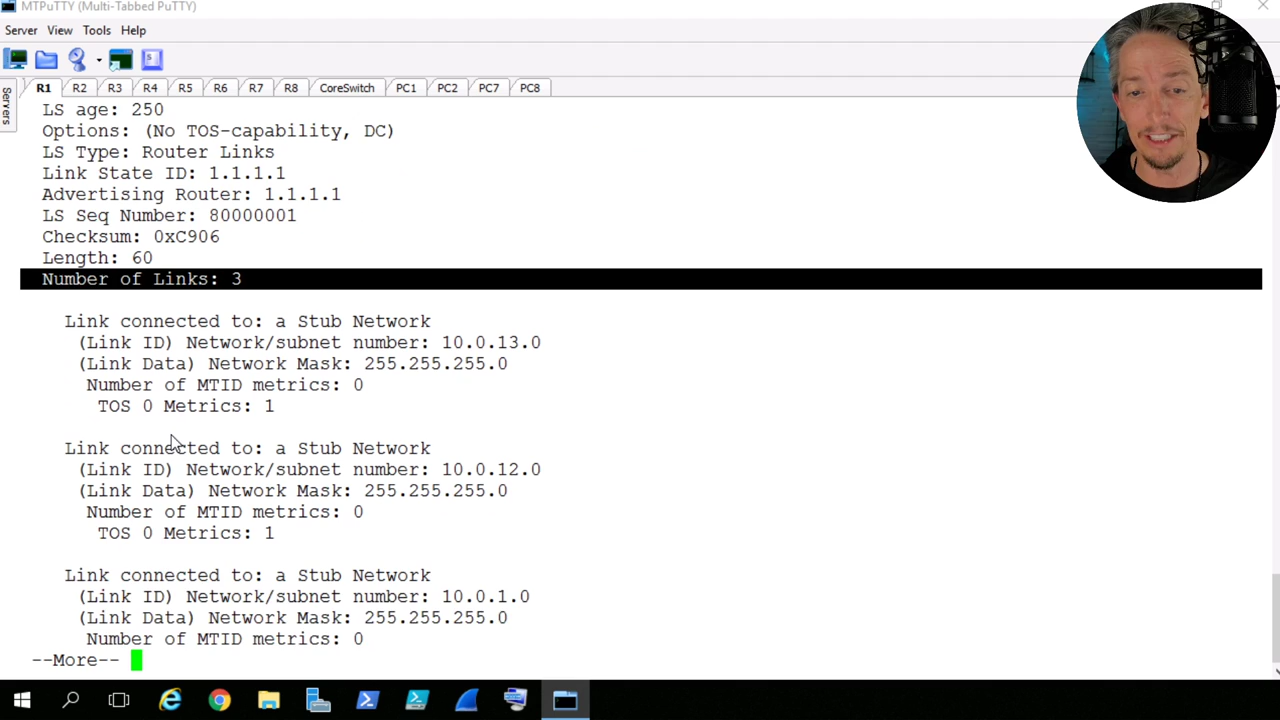 MTPuTTY (Multi-Tabbed PuTTY)
Server View Tools Help
Servers
R1 R2 R3 R4 R5 R6 R7 R8 CoreSwitch PC1 PC2 PC7 PC8
LS age: 250
Options: (No TOS-capability, DC)
LS Type: Router Links
Link State ID: 1.1.1.1
Advertising Router: 1.1.1.1
LS Seq Number: 80000001
Checksum: 0xC906
Length: 60
Number of Links: 3
Link connected to: a Stub Network
(Link ID) Network/subnet number: 10.0.13.0
(Link Data) Network Mask: 255.255.255.0
Number of MTID metrics: 0
TOS 0 Metrics: 1
Link connected to: a Stub Network
(Link ID) Network/subnet number: 10.0.12.0
(Link Data) Network Mask: 255.255.255.0
Number of MTID metrics: 0
TOS 0 Metrics: 1
Link connected to: a Stub Network
(Link ID) Network/subnet number: 10.0.1.0
(Link Data) Network Mask: 255.255.255.0
Number of MTID metrics: 0
--More--